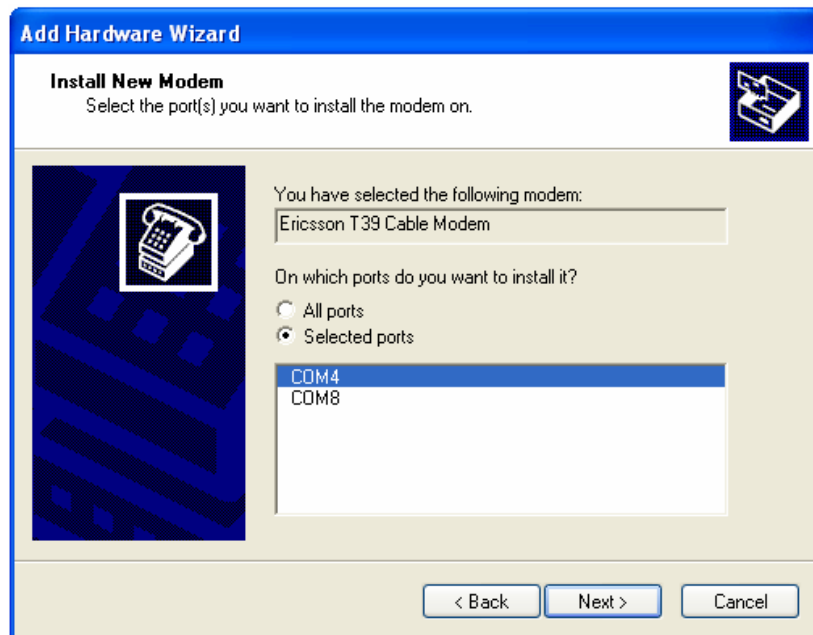 Add Hardware Wizard
Install New Modem
Select the port(s) you want to install the modem on.
You have selected the following modem:
Ericsson T39 Cable Modem
On which ports do you want to install it?
All ports
Selected ports
COM4
COM8
< Back
Next >
Cancel